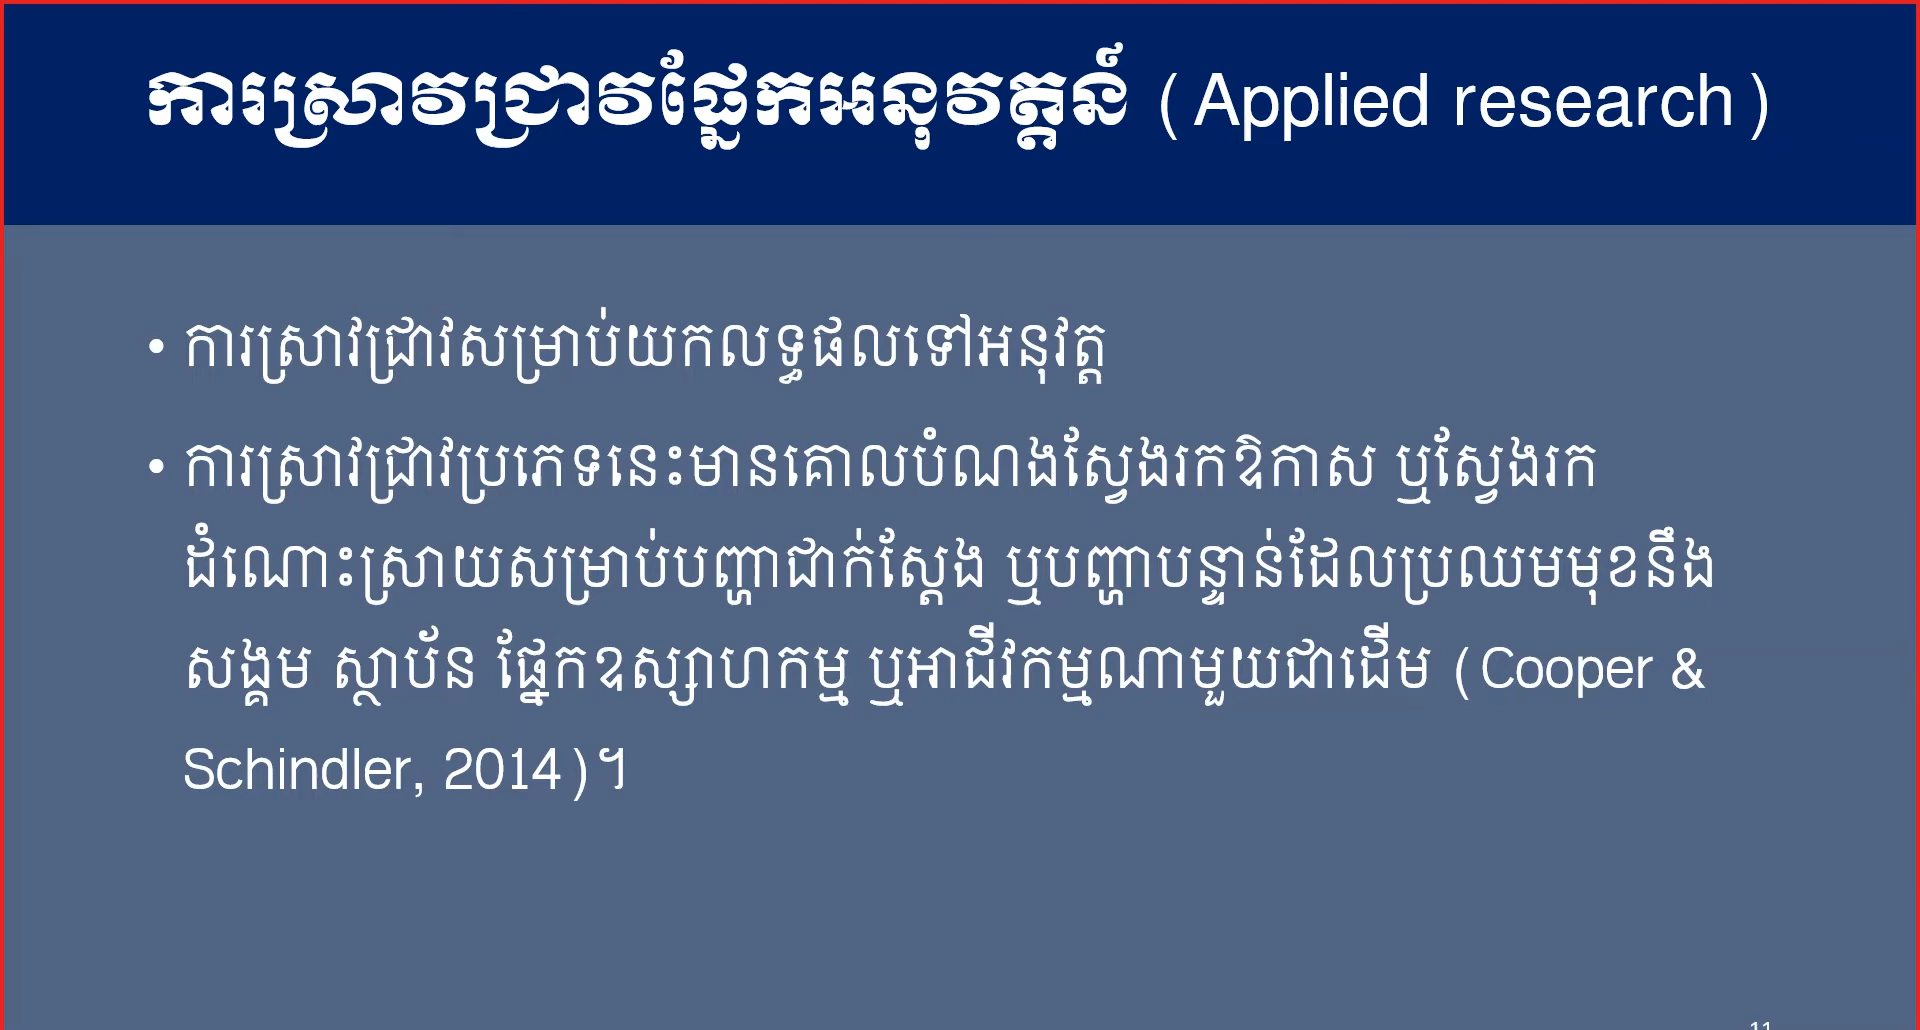 ការស្រាវជ្រាវផ្នែកអនុវត្តន៍ (Applied research)
• ការស្រាវជ្រាវសម្រាប់យកលទ្ធផលទៅអនុវត្ត
• ការស្រាវជ្រាវប្រភេទនេះមានគោលបំណងស្វែងរកឱកាស ឬស្វែងរក
ដំណោះស្រាយសម្រាប់បញ្ហាជាក់ស្តែង ឬបញ្ហាបន្ទាន់ដែលប្រឈមមុខនឹង
សង្គម ស្ថាប័ន ផ្នែកឧស្សាហកម្ម ឬអាជីវកម្មណាមួយជាដើម (Cooper &
Schindler, 2014)។
11